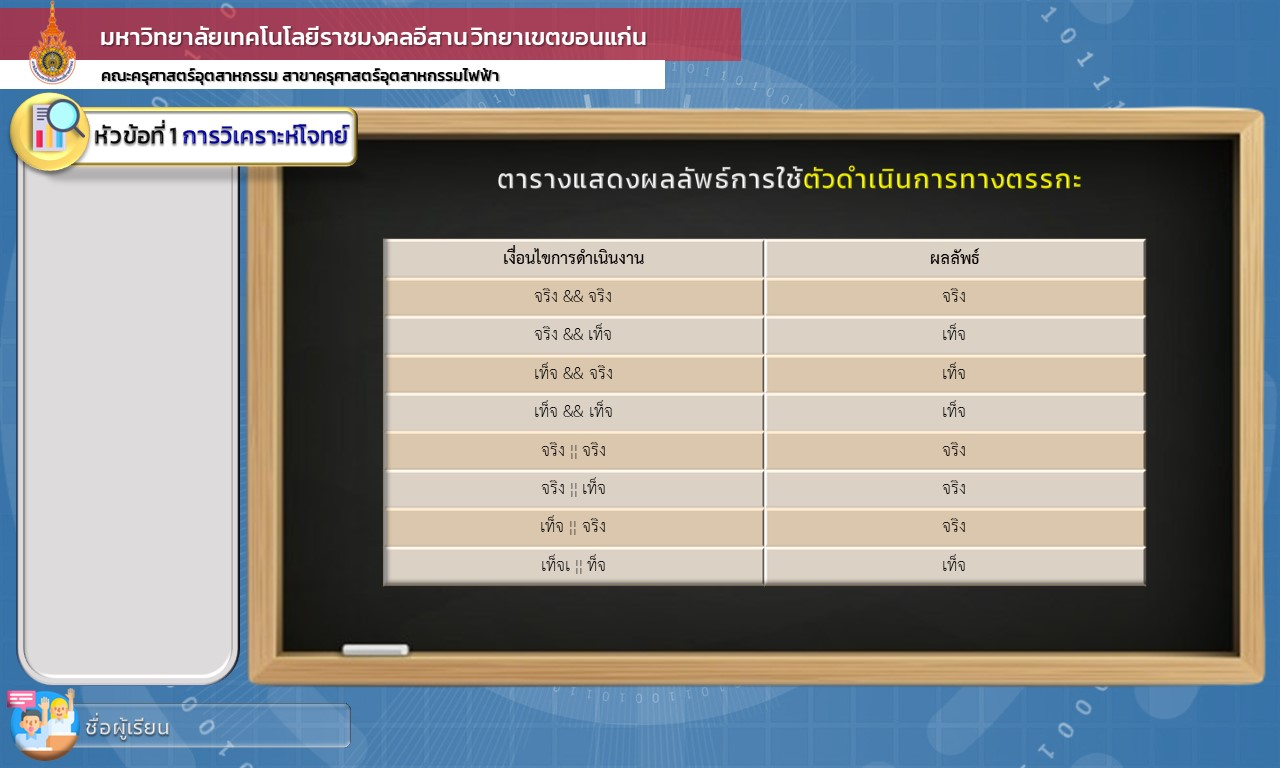 มหาวิทยาลัยเทคโนโลยีราชมงคลอีสาน วิทยาเขตขอนแก่น
คณะครุศาสตร์อุตสาหกรรม สาขาครุศาสตร์อุตสาหกรรมไฟฟ้า
หัวข้อที่ 1 การวิเคราะห์โจทย์
ตารางแสดงผลลัพธ์การใช้ตัวดำเนินการทางตรรกะ
เงื่อนไขการดำเนินงาน ผลลัพธ์
จริง && จริง จริง
จริง && เท็จ เท็จ
เท็จ && จริง เท็จ
เท็จ && เท็จ เท็จ
จริง ¦¦ จริง จริง
จริง ¦¦ เท็จ จริง
เท็จ ¦¦ จริง จริง
เท็จเ ¦¦ ท็จ เท็จ
ชื่อผู้เรียน